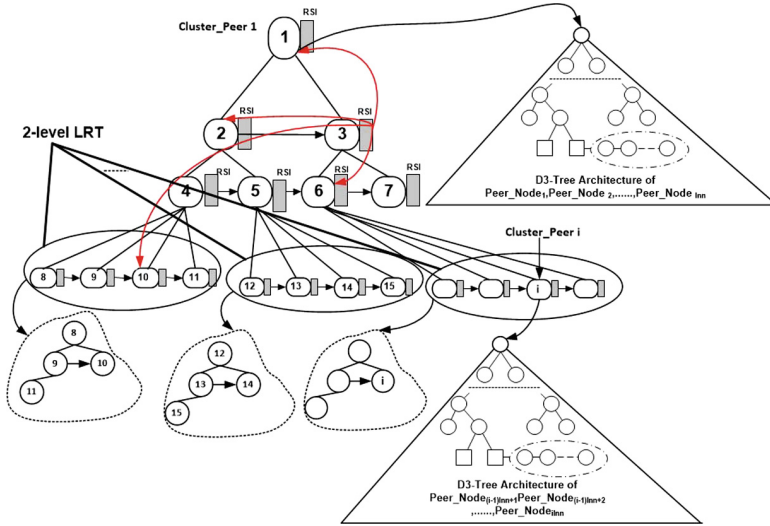 Cluster_Peer 1
RSI
1
2-level LRT
RSI
RSI
2
3
RSI
RSI
RSI
RSI
4
5
6
7
D3-Tree Architecture of
Peer_Node1,Peer_Node 2,......,Peer_Node lnn
Cluster_Peer i
8
9
10
11
12
13
14
15
i
8
9
10
11
12
13
14
15
i
D3-Tree Architecture of
Peer_Node(i-1)lnn+1Peer_Node(i-1)lnn+2
,......,Peer_Nodeilnn